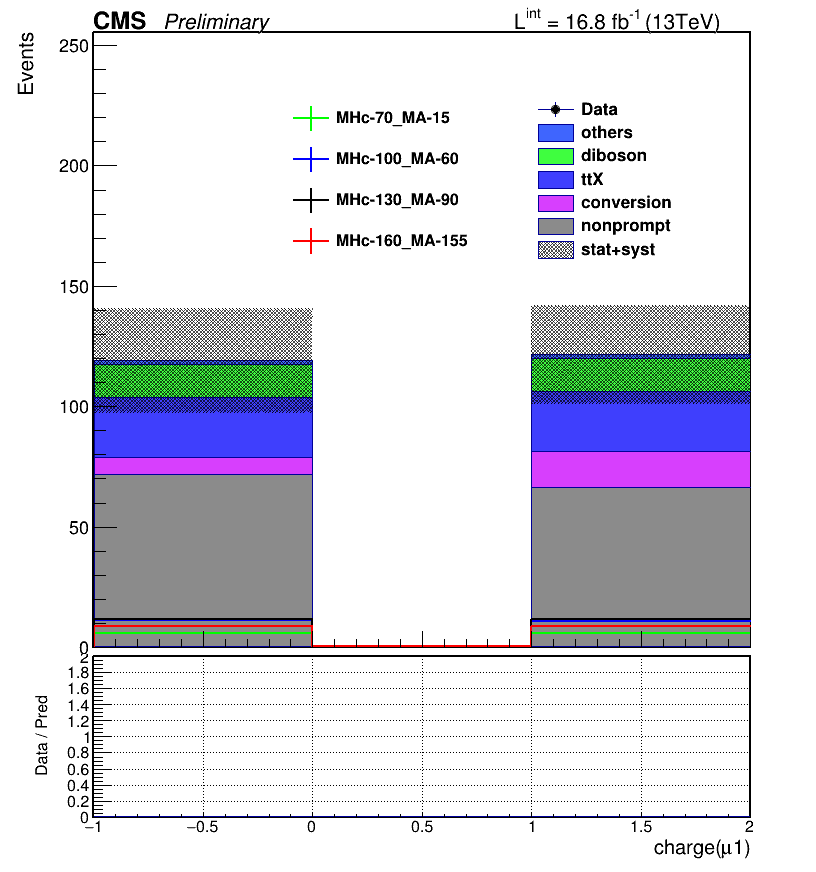 CMS Preliminary L^int = 16.8 fb^-1 (13TeV)
Events
250
200
150
100
50
0
MHc-70_MA-15
MHc-100_MA-60
MHc-130_MA-90
MHc-160_MA-155
Data
others
diboson
ttX
conversion
nonprompt
stat+syst
Data / Pred
2
1.8
1.6
1.4
1.2
1
0.8
0.6
0.4
0.2
0
−1 −0.5 0 0.5 1 1.5 2
charge(μ1)